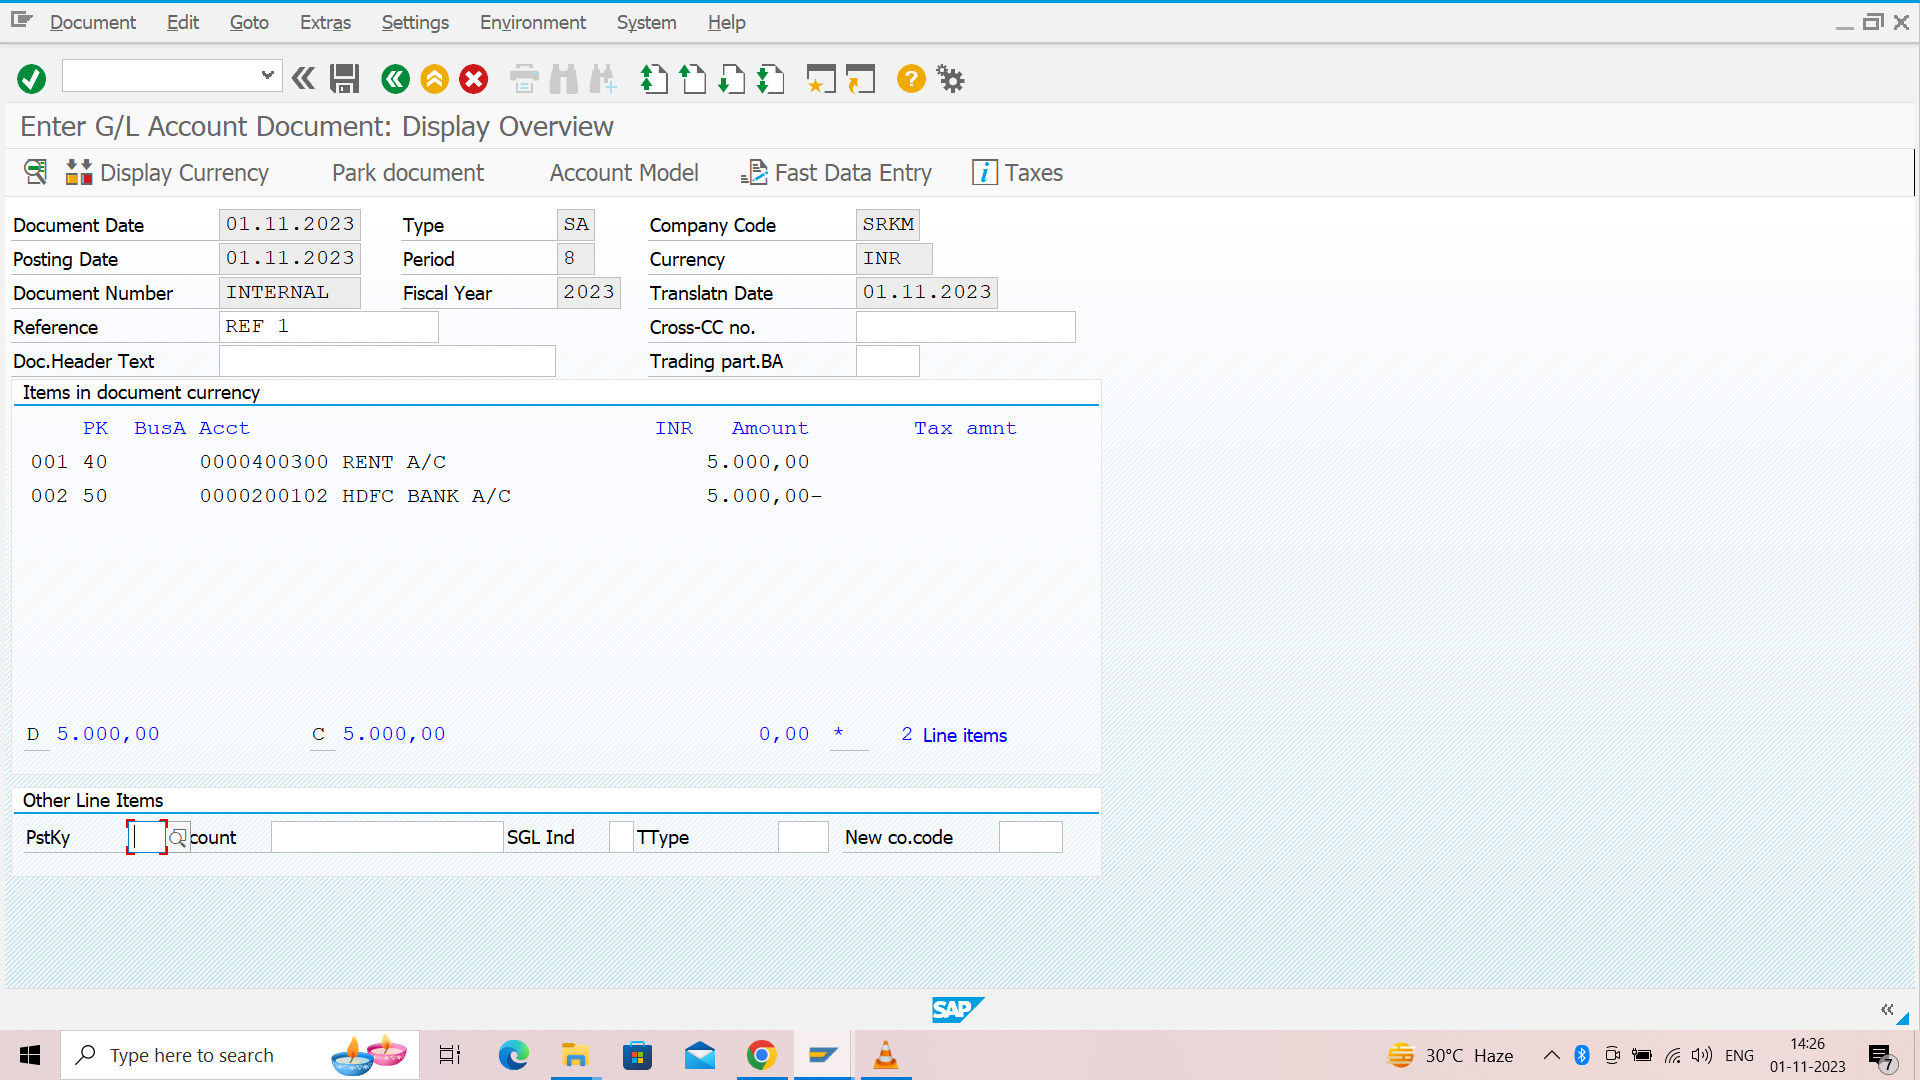 Document Edit Goto Extras Settings Environment System Help
Enter G/L Account Document: Display Overview
Display Currency Park document Account Model Fast Data Entry Taxes
Document Date 01.11.2023 Type SA Company Code SRKM
Posting Date 01.11.2023 Period 8 Currency INR
Document Number INTERNAL Fiscal Year 2023 Translatn Date 01.11.2023
Reference REF 1 Cross-CC no.
Doc.Header Text Trading part.BA
Items in document currency
PK BusA Acct INR Amount Tax amnt
001 40 0000400300 RENT A/C 5.000,00
002 50 0000200102 HDFC BANK A/C 5.000,00-
D 5.000,00 C 5.000,00 0,00 * 2 Line items
Other Line Items
PstKy count SGL Ind TType New co.code
SAP
Type here to search 30°C Haze ENG 14:26
01-11-2023 7